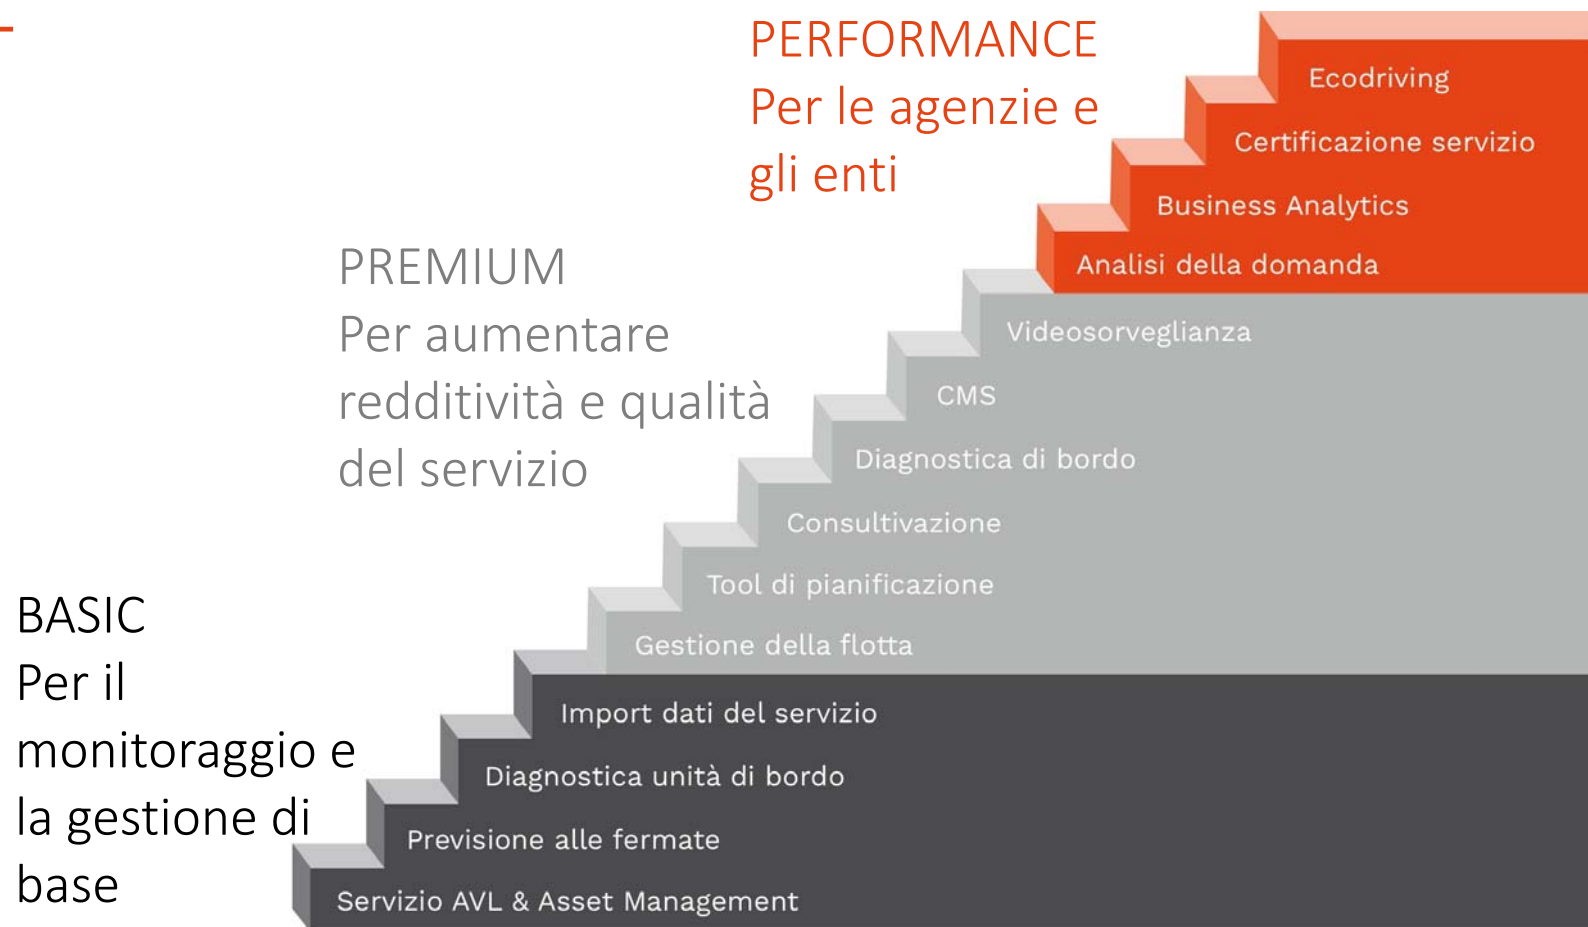 PERFORMANCE
Per le agenzie e
gli enti
PREMIUM
Per aumentare
redditività e qualità
del servizio
BASIC
Per il
monitoraggio e
la gestione di
base
Ecodriving
Certificazione servizio
Business Analytics
Analisi della domanda
Videosorveglianza
CMS
Diagnostica di bordo
Consultivazione
Tool di pianificazione
Gestione della flotta
Import dati del servizio
Diagnostica unità di bordo
Previsione alle fermate
Servizio AVL & Asset Management